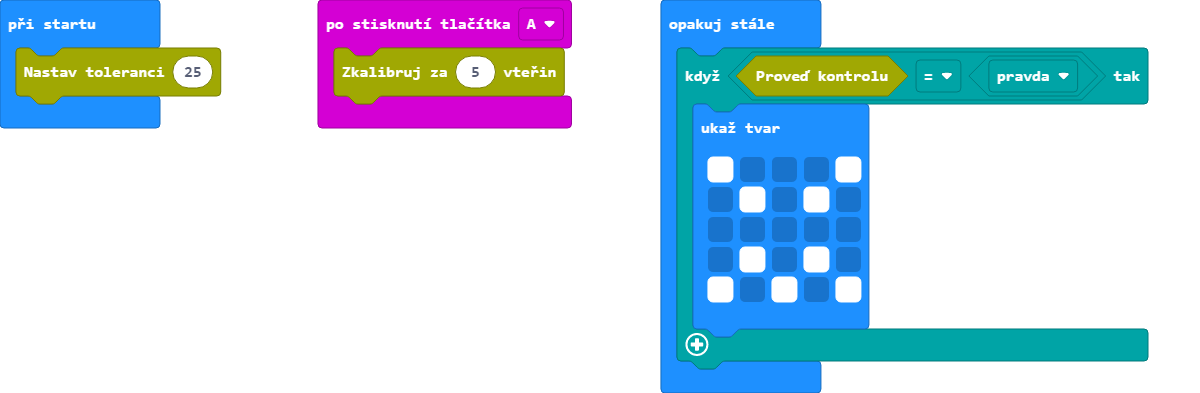 při startu
Nastav toleranci 25
po stisknutí tlačítka A
Zkalibruj za 5 vteřin
opakuj stále
když Proveď kontrolu = pravda tak
ukaž tvar